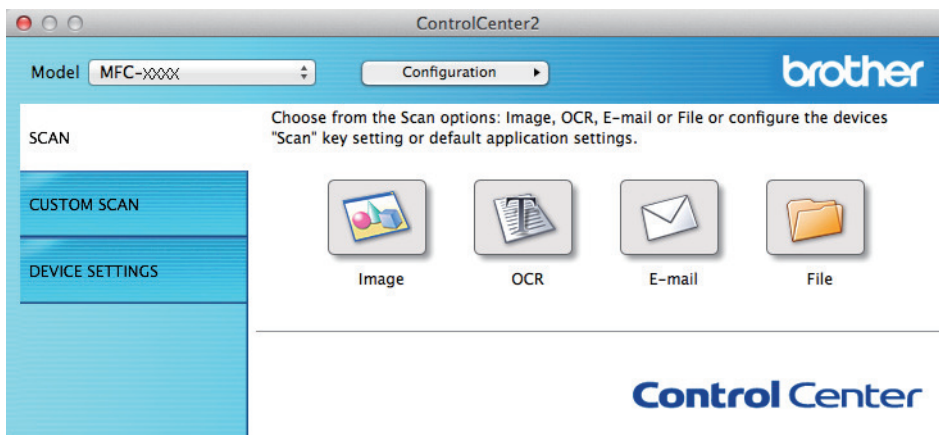 ControlCenter2
Model MFC-XXXX Configuration
brother
SCAN
CUSTOM SCAN
DEVICE SETTINGS
Choose from the Scan options: Image, OCR, E-mail or File or configure the devices
"Scan" key setting or default application settings.
T
Image OCR E-mail File
Control Center